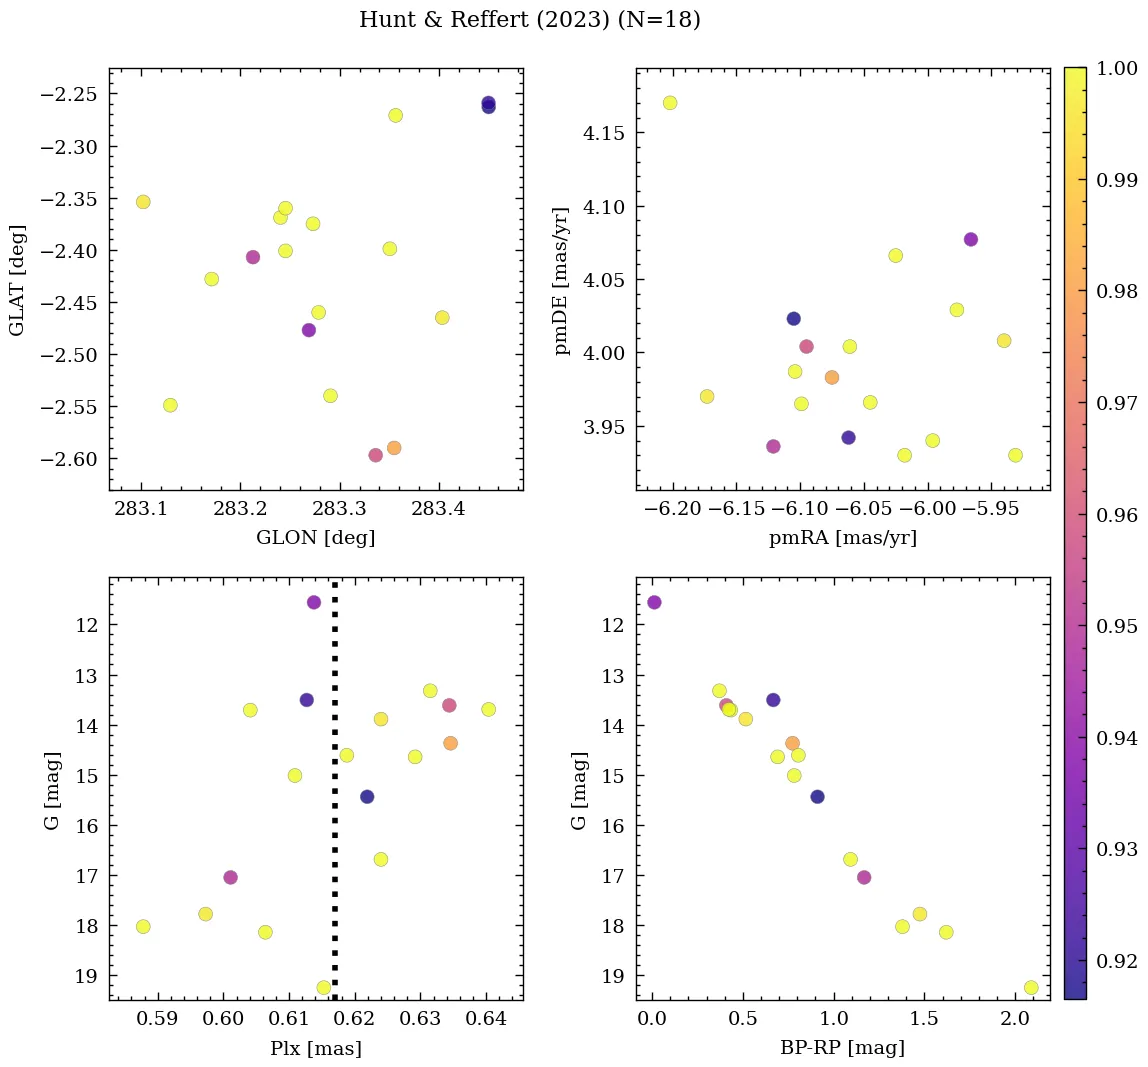 Hunt & Reffert (2023) (N=18)
−2.25
−2.30
−2.35
−2.40
−2.45
−2.50
−2.55
−2.60
GLAT [deg]
283.1 283.2 283.3 283.4
GLON [deg]
4.15
4.10
4.05
4.00
3.95
pmDE [mas/yr]
−6.20 −6.15 −6.10 −6.05 −6.00 −5.95
pmRA [mas/yr]
12
13
14
15
16
17
18
19
G [mag]
0.59 0.60 0.61 0.62 0.63 0.64
Plx [mas]
12
13
14
15
16
17
18
19
G [mag]
0.0 0.5 1.0 1.5 2.0
BP-RP [mag]
1.00
0.99
0.98
0.97
0.96
0.95
0.94
0.93
0.92